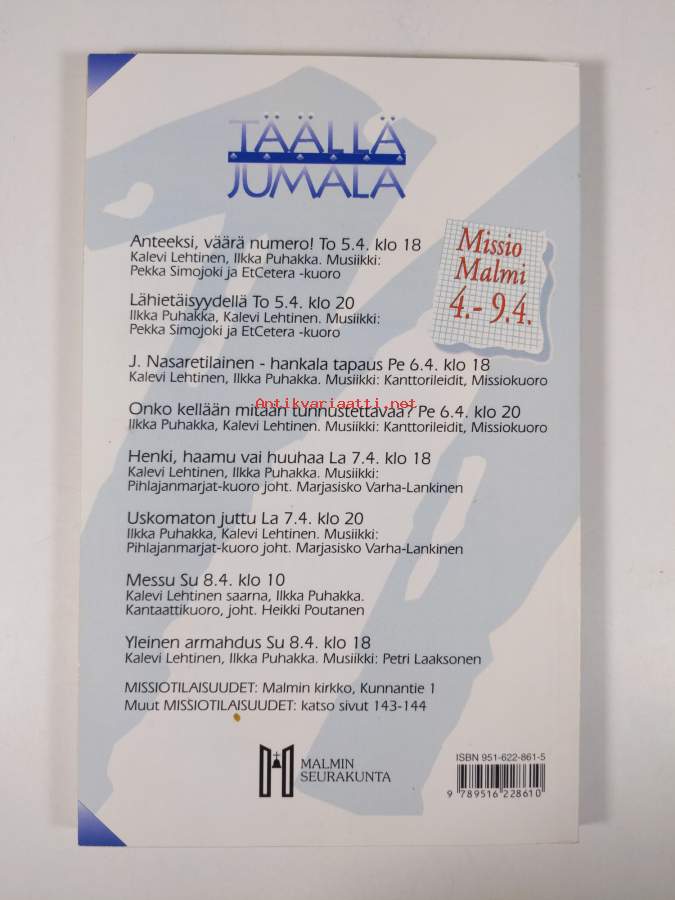 TÄÄLLÄ
JUMALA
Missio
Malmi
4.- 9.4.
Anteeksi, väärä numero! To 5.4. klo 18
Kalevi Lehtinen, Ilkka Puhakka. Musiikki:
Pekka Simojoki ja EtCetera -kuoro
Lähietäisyydellä To 5.4. klo 20
Ilkka Puhakka, Kalevi Lehtinen. Musiikki:
Pekka Simojoki ja EtCetera -kuoro
J. Nasaretilainen - hankala tapaus Pe 6.4. klo 18
Kalevi Lehtinen, Ilkka Puhakka. Musiikki: Kanttorileidit, Missiokuoro
Antikvariaatti.net
Onko kellään mitään tunnustettavaa? Pe 6.4. klo 20
Ilkka Puhakka, Kalevi Lehtinen. Musiikki: Kanttorileidit, Missiokuoro
Henki, haamu vai huuhaa La 7.4. klo 18
Kalevi Lehtinen, Ilkka Puhakka. Musiikki:
Pihlajanmarjat-kuoro joht. Marjasisko Varha-Lankinen
Uskomaton juttu La 7.4. klo 20
Ilkka Puhakka, Kalevi Lehtinen. Musiikki:
Pihlajanmarjat-kuoro joht. Marjasisko Varha-Lankinen
Messu Su 8.4. klo 10
Kalevi Lehtinen saarna, Ilkka Puhakka.
Kantaattikuoro, joht. Heikki Poutanen
Yleinen armahdus Su 8.4. klo 18
Kalevi Lehtinen, Ilkka Puhakka. Musiikki: Petri Laaksonen
MISSIOTILAISUUDET: Malmin kirkko, Kunnantie 1
Muut MISSIOTILAISUUDET: katso sivut 143-144
MALMIN
SEURAKUNTA
ISBN 951-622-861-5
9 789516 228610